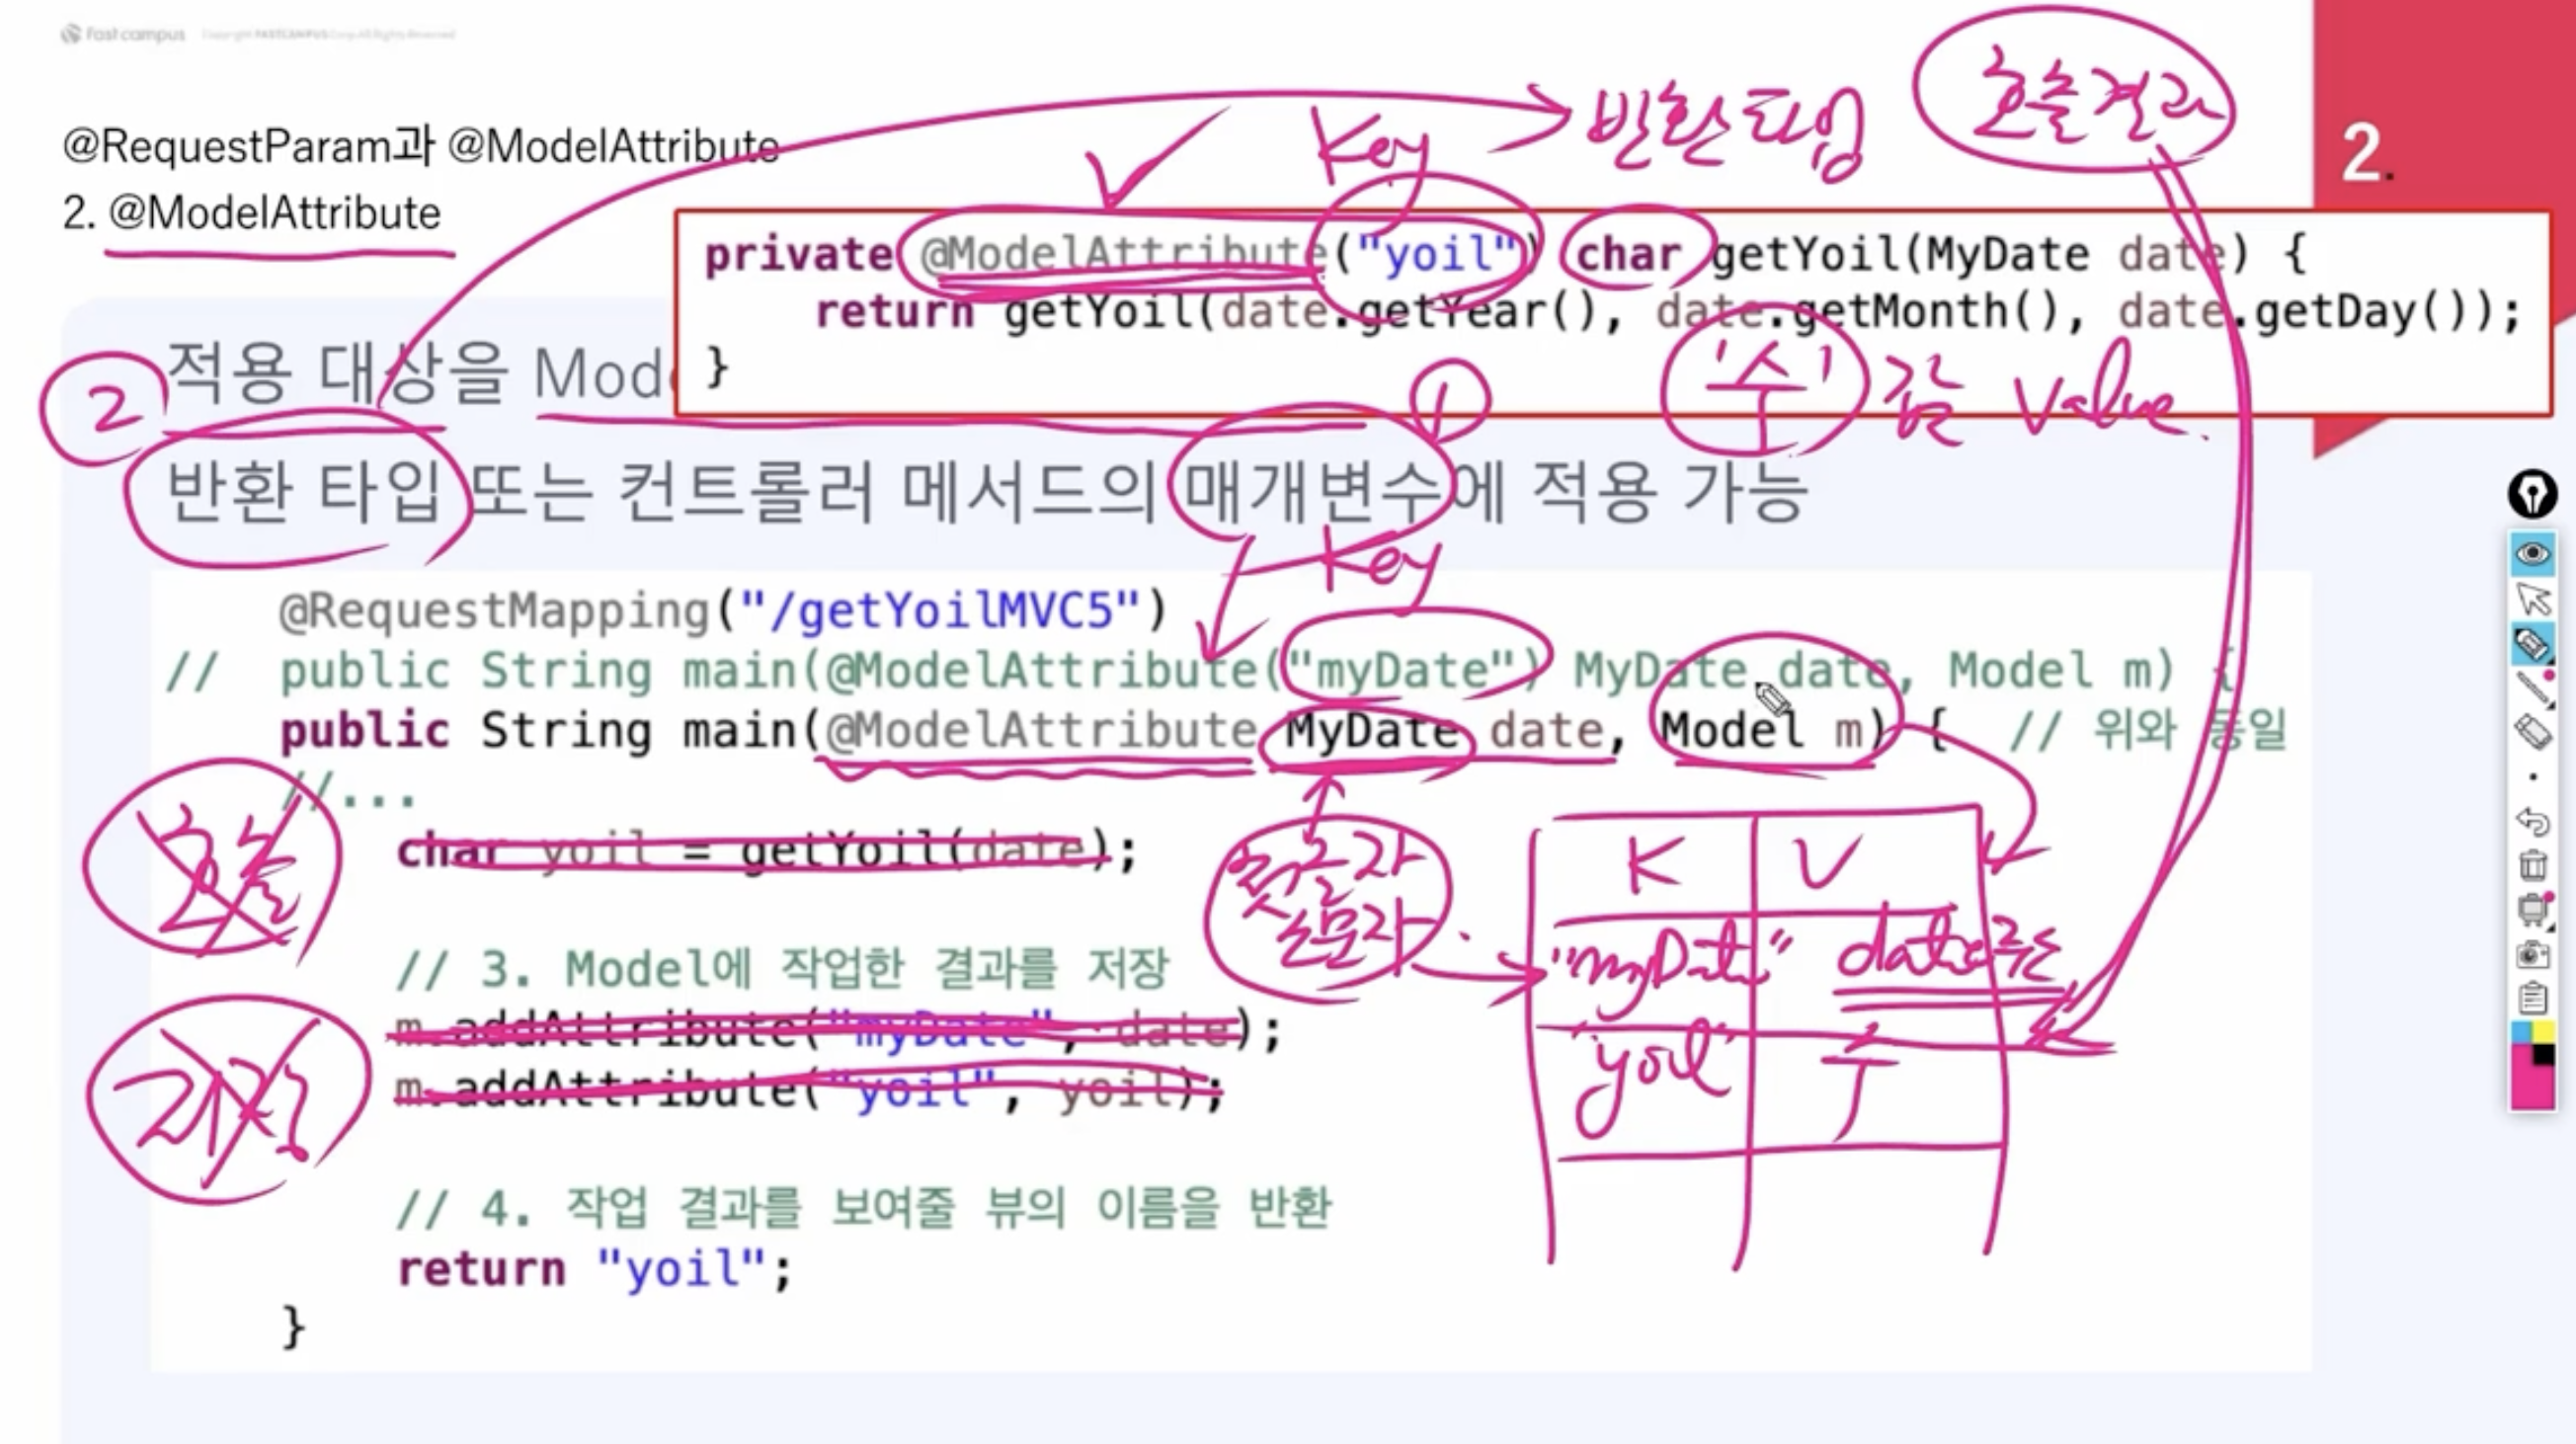 fast campus Copyright FASTCAMPUS Corp. All Rights Reserved
호출결과
반환타입
Key
2.
@RequestParam과 @ModelAttribute
2. @ModelAttribute
private @ModelAttribute("yoil") char getYoil(MyDate date) {
return getYoil(date.getYear(), date.getMonth(), date.getDay());
}
'수' 값 Value.
①
② 적용 대상을 Mod
반환 타입 또는 컨트롤러 메서드의 매개변수에 적용 가능
Key
@RequestMapping("/getYoilMVC5")
// public String main(@ModelAttribute("myDate") MyDate date, Model m) {
public String main(@ModelAttribute MyDate date, Model m) { // 위와 동일
//...
호출
char yoil = getYoil(date);
첫글자
소문자
K V
"myDate" date주소
"yoil"
// 3. Model에 작업한 결과를 저장
m.addAttribute("myDate", date);
저장
m.addAttribute("yoil", yoil);
// 4. 작업 결과를 보여줄 뷰의 이름을 반환
return "yoil";
}